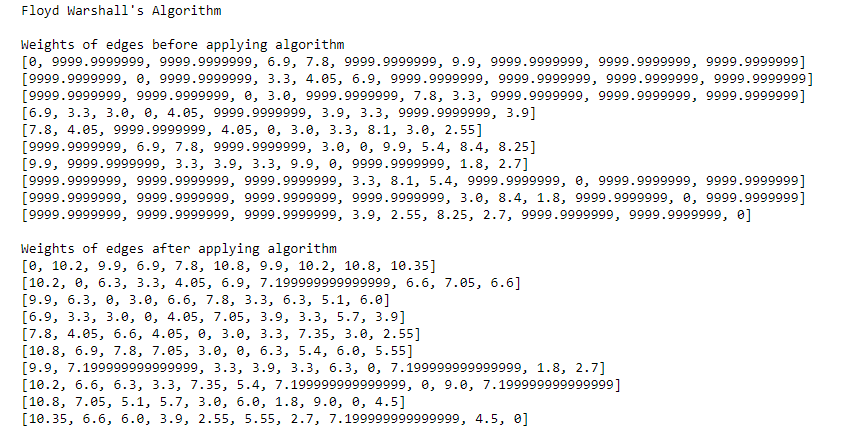 Floyd Warshall's Algorithm
Weights of edges before applying algorithm
[0, 9999.9999999, 9999.9999999, 6.9, 7.8, 9999.9999999, 9.9, 9999.9999999, 9999.9999999, 9999.9999999]
[9999.9999999, 0, 9999.9999999, 3.3, 4.05, 6.9, 9999.9999999, 9999.9999999, 9999.9999999, 9999.9999999]
[9999.9999999, 9999.9999999, 0, 3.0, 9999.9999999, 7.8, 3.3, 9999.9999999, 9999.9999999, 9999.9999999]
[6.9, 3.3, 3.0, 0, 4.05, 9999.9999999, 3.9, 3.3, 9999.9999999, 3.9]
[7.8, 4.05, 9999.9999999, 4.05, 0, 3.0, 3.3, 8.1, 3.0, 2.55]
[9999.9999999, 6.9, 7.8, 9999.9999999, 3.0, 0, 9.9, 5.4, 8.4, 8.25]
[9.9, 9999.9999999, 3.3, 3.9, 3.3, 9.9, 0, 9999.9999999, 1.8, 2.7]
[9999.9999999, 9999.9999999, 9999.9999999, 3.3, 8.1, 5.4, 9999.9999999, 0, 9999.9999999, 9999.9999999]
[9999.9999999, 9999.9999999, 9999.9999999, 9999.9999999, 3.0, 8.4, 1.8, 9999.9999999, 0, 9999.9999999]
[9999.9999999, 9999.9999999, 9999.9999999, 3.9, 2.55, 8.25, 2.7, 9999.9999999, 9999.9999999, 0]
Weights of edges after applying algorithm
[0, 10.2, 9.9, 6.9, 7.8, 10.8, 9.9, 10.2, 10.8, 10.35]
[10.2, 0, 6.3, 3.3, 4.05, 6.9, 7.199999999999999, 6.6, 7.05, 6.6]
[9.9, 6.3, 0, 3.0, 6.6, 7.8, 3.3, 6.3, 5.1, 6.0]
[6.9, 3.3, 3.0, 0, 4.05, 7.05, 3.9, 3.3, 5.7, 3.9]
[7.8, 4.05, 6.6, 4.05, 0, 3.0, 3.3, 7.35, 3.0, 2.55]
[10.8, 6.9, 7.8, 7.05, 3.0, 0, 6.3, 5.4, 6.0, 5.55]
[9.9, 7.199999999999999, 3.3, 3.9, 3.3, 6.3, 0, 7.199999999999999, 1.8, 2.7]
[10.2, 6.6, 6.3, 3.3, 7.35, 5.4, 7.199999999999999, 0, 9.0, 7.199999999999999]
[10.8, 7.05, 5.1, 5.7, 3.0, 6.0, 1.8, 9.0, 0, 4.5]
[10.35, 6.6, 6.0, 3.9, 2.55, 5.55, 2.7, 7.199999999999999, 4.5, 0]